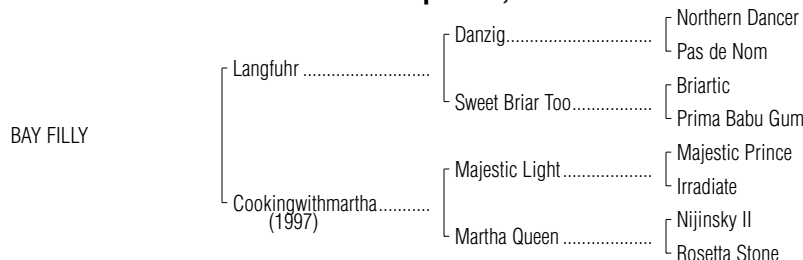 Northern Dancer
Danzig..................................
Pas de Nom
Langfuhr ............................
Briartic
Sweet Briar Too..................
Prima Babu Gum
BAY FILLY
Majestic Prince
Majestic Light....................
Irradiate
Cookingwithmartha...........
(1997)
Nijinsky II
Martha Queen ....................
Rosetta Stone